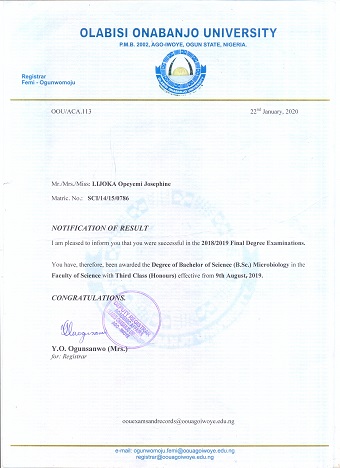 OLABISI ONABANJO UNIVERSITY
P.M.B. 2002, AGO-IWOYE, OGUN STATE, NIGERIA.
Registrar
Femi - Ogunwomoju
OOU/ACA.113
22nd January, 2020
Mr./Mrs./Miss: LIJOKA Opeyemi Josephine
Matric. No.: SCI/14/15/0786
NOTIFICATION OF RESULT
I am pleased to inform you that you were successful in the 2018/2019 Final Degree Examinations.
You have, therefore, been awarded the Degree of Bachelor of Science (B.Sc.) Microbiology in the
Faculty of Science with Third Class (Honours) effective from 9th August, 2019.
CONGRATULATIONS.
Y.O. Ogunsanwo (Mrs.)
for: Registrar
oouexamsandrecords@oouagoiwoye.edu.ng
e-mail: ogunwomoju.femi@oouagoiwoye.edu.ng
registrar@oouagoiwoye.edu.ng